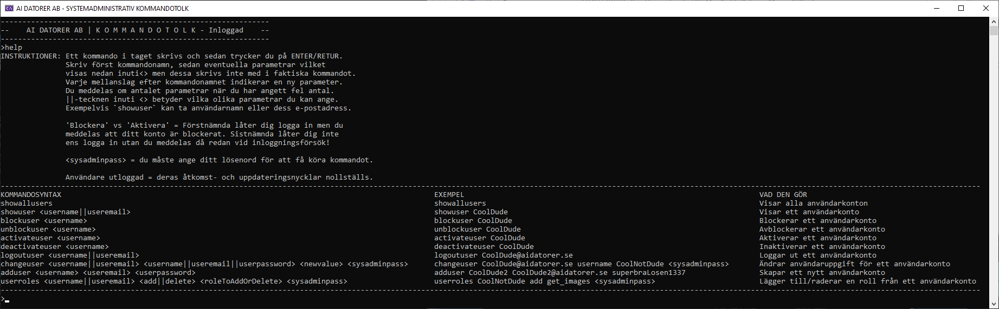 AI DATORER AB - SYSTEMADMINISTRATIV KOMMANDOTOLK
--------------------------------------------------------------
-- AI DATORER AB | K O M M A N D O T O L K - Inloggad --
--------------------------------------------------------------
>help
INSTRUKTIONER: Ett kommando i taget skrivs och sedan trycker du på ENTER/RETUR.
Skriv först kommandonamn, sedan eventuella parametrar vilket
visas nedan inuti<> men dessa skrivs inte med i faktiska kommandot.
Varje mellanslag efter kommandonamnet indikerar en ny parameter.
Du meddelas om antalet parametrar när du har angett fel antal.
||-tecknen inuti <> betyder vilka olika parametrar du kan ange.
Exempelvis `showuser` kan ta användarnamn eller dess e-postadress.
'Blockera' vs 'Aktivera' = Förstnämnda låter dig logga in men du
meddelas att ditt konto är blockerat. Sistnämnda låter dig inte
ens logga in utan du meddelas då redan vid inloggningsförsök!
<sysadminpass> = du måste ange ditt lösenord för att få köra kommandot.
Användare utloggad = deras åtkomst- och uppdateringsnycklar nollställs.
KOMMANDOSYNTAX EXEMPEL VAD DEN GÖR
showallusers showallusers Visar alla användarkonton
showuser <username||useremail> showuser CoolDude Visar ett användarkonto
blockuser <username> blockuser CoolDude Blockerar ett användarkonto
unblockuser <username> unblockuser CoolDude Avblockerar ett användarkonto
activateuser <username> activateuser CoolDude Aktiverar ett användarkonto
deactivateuser <username> deactivateuser CoolDude Inaktiverar ett användarkonto
logoutuser <username||useremail> logoutuser CoolDude@aidatorer.se Loggar ut ett användarkonto
changeuser <username||useremail> <username||useremail||userpassword> <newvalue> <sysadminpass> changeuser CoolDude@aidatorer.se username CoolNotDude <sysadminpass> Ändrar användaruppgift för ett användarkonto
adduser <username> <useremail> <userpassword> adduser CoolDude2 CoolDude2@aidatorer.se superbraLosen1337 Skapar ett nytt användarkonto
userroles <username||useremail> <add||delete> <roleToAddOrDelete> <sysadminpass> userroles CoolNotDude add get_images <sysadminpass> Lägger till/raderar en roll från ett användarkonto
>